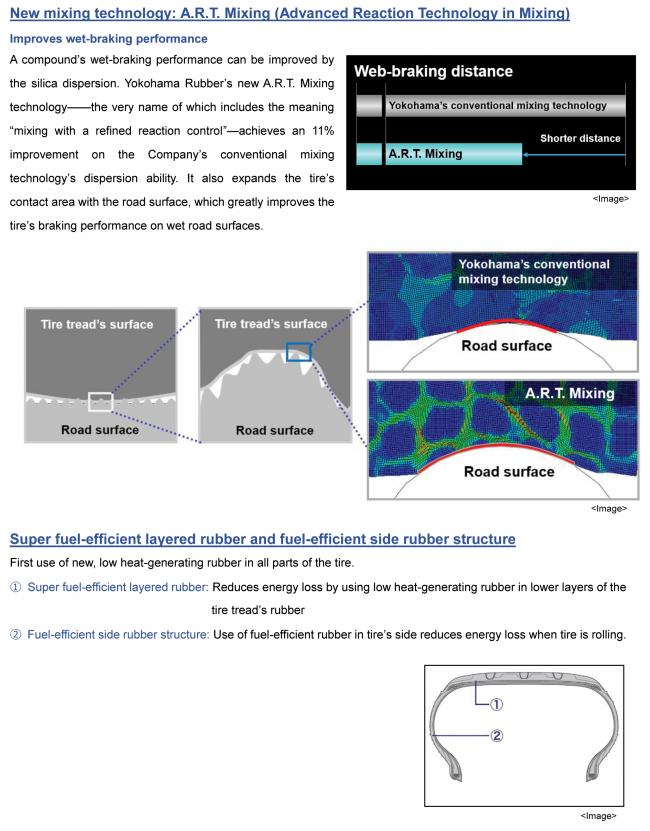 New mixing technology: A.R.T. Mixing (Advanced Reaction Technology in Mixing)
Improves wet-braking performance
A compound's wet-braking performance can be improved by
the silica dispersion. Yokohama Rubber's new A.R.T. Mixing
technology——the very name of which includes the meaning
“mixing with a refined reaction control”—achieves an 11%
improvement on the Company's conventional mixing
technology's dispersion ability. It also expands the tire's
contact area with the road surface, which greatly improves the
tire's braking performance on wet road surfaces.
Web-braking distance
Yokohama's conventional mixing technology
Shorter distance
A.R.T. Mixing
<Image>
Tire tread's surface
Road surface
Tire tread's surface
Road surface
Yokohama's conventional
mixing technology
Road surface
A.R.T. Mixing
Road surface
<Image>
Super fuel-efficient layered rubber and fuel-efficient side rubber structure
First use of new, low heat-generating rubber in all parts of the tire.
① Super fuel-efficient layered rubber: Reduces energy loss by using low heat-generating rubber in lower layers of the
tire tread's rubber
② Fuel-efficient side rubber structure: Use of fuel-efficient rubber in tire's side reduces energy loss when tire is rolling.
①
②
<Image>